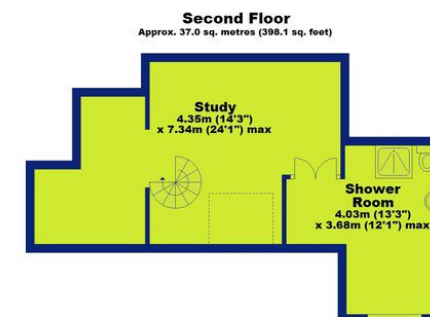 Second Floor
Approx. 37.0 sq. metres (398.1 sq. feet)
Study
4.35m (14'3")
x 7.34m (24'1") max
Shower
Room
4.03m (13'3")
x 3.68m (12'1") max